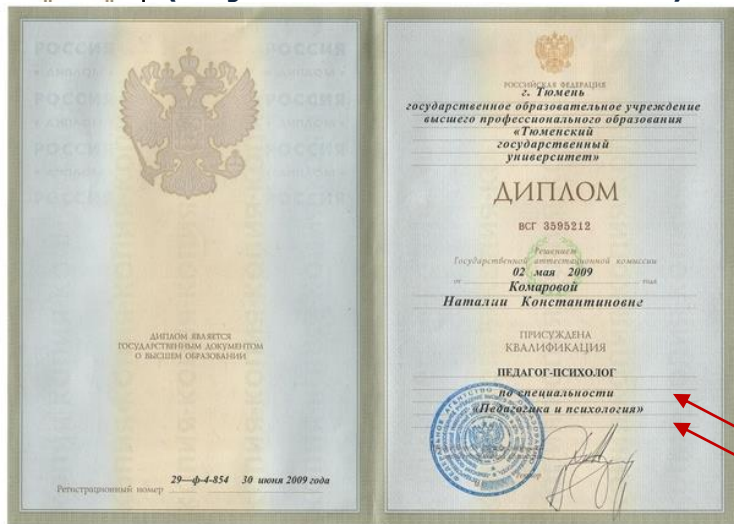 ДИПЛОМ ЯВЛЯЕТСЯ
ГОСУДАРСТВЕННЫМ ДОКУМЕНТОМ
О ВЫСШЕМ ОБРАЗОВАНИИ
Регистрационный номер 29—ф-4-854 30 июня 2009 года
РОССИЙСКАЯ ФЕДЕРАЦИЯ
г. Тюмень
государственное образовательное учреждение
высшего профессионального образования
«Тюменский
государственный
университет»
ДИПЛОМ
ВСГ 3595212
Решением
Государственной аттестационной комиссии
от 02 мая 2009 года
Комаровой
Наталии Константиновне
ПРИСУЖДЕНА
КВАЛИФИКАЦИЯ
ПЕДАГОГ-ПСИХОЛОГ
по специальности
«Педагогика и психология»